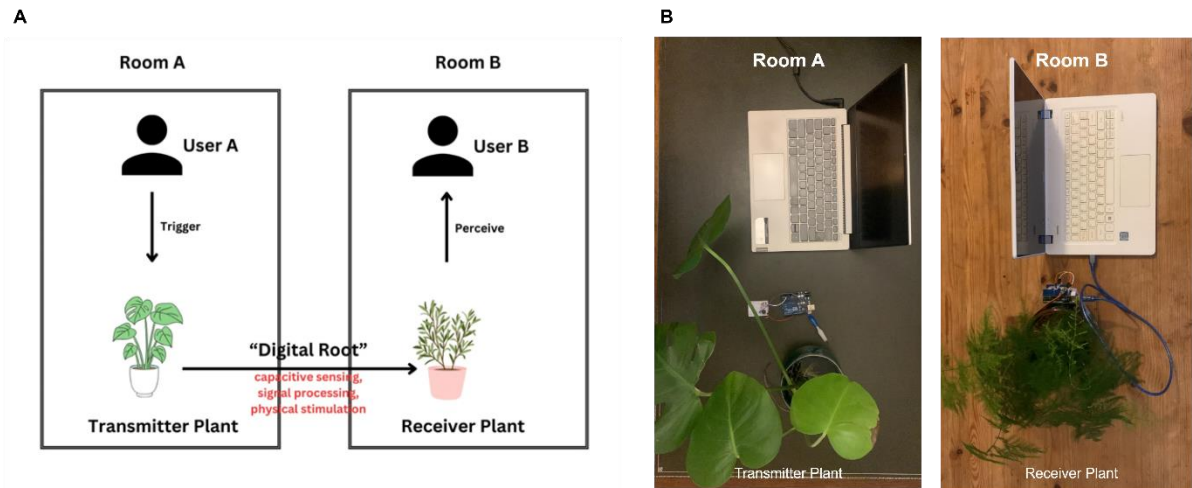 A
Room A
Room B
User A
User B
Trigger
Perceive
“Digital Root”
capacitive sensing,
signal processing,
physical stimulation
Transmitter Plant
Receiver Plant
B
Room A
Room B
Transmitter Plant
Receiver Plant